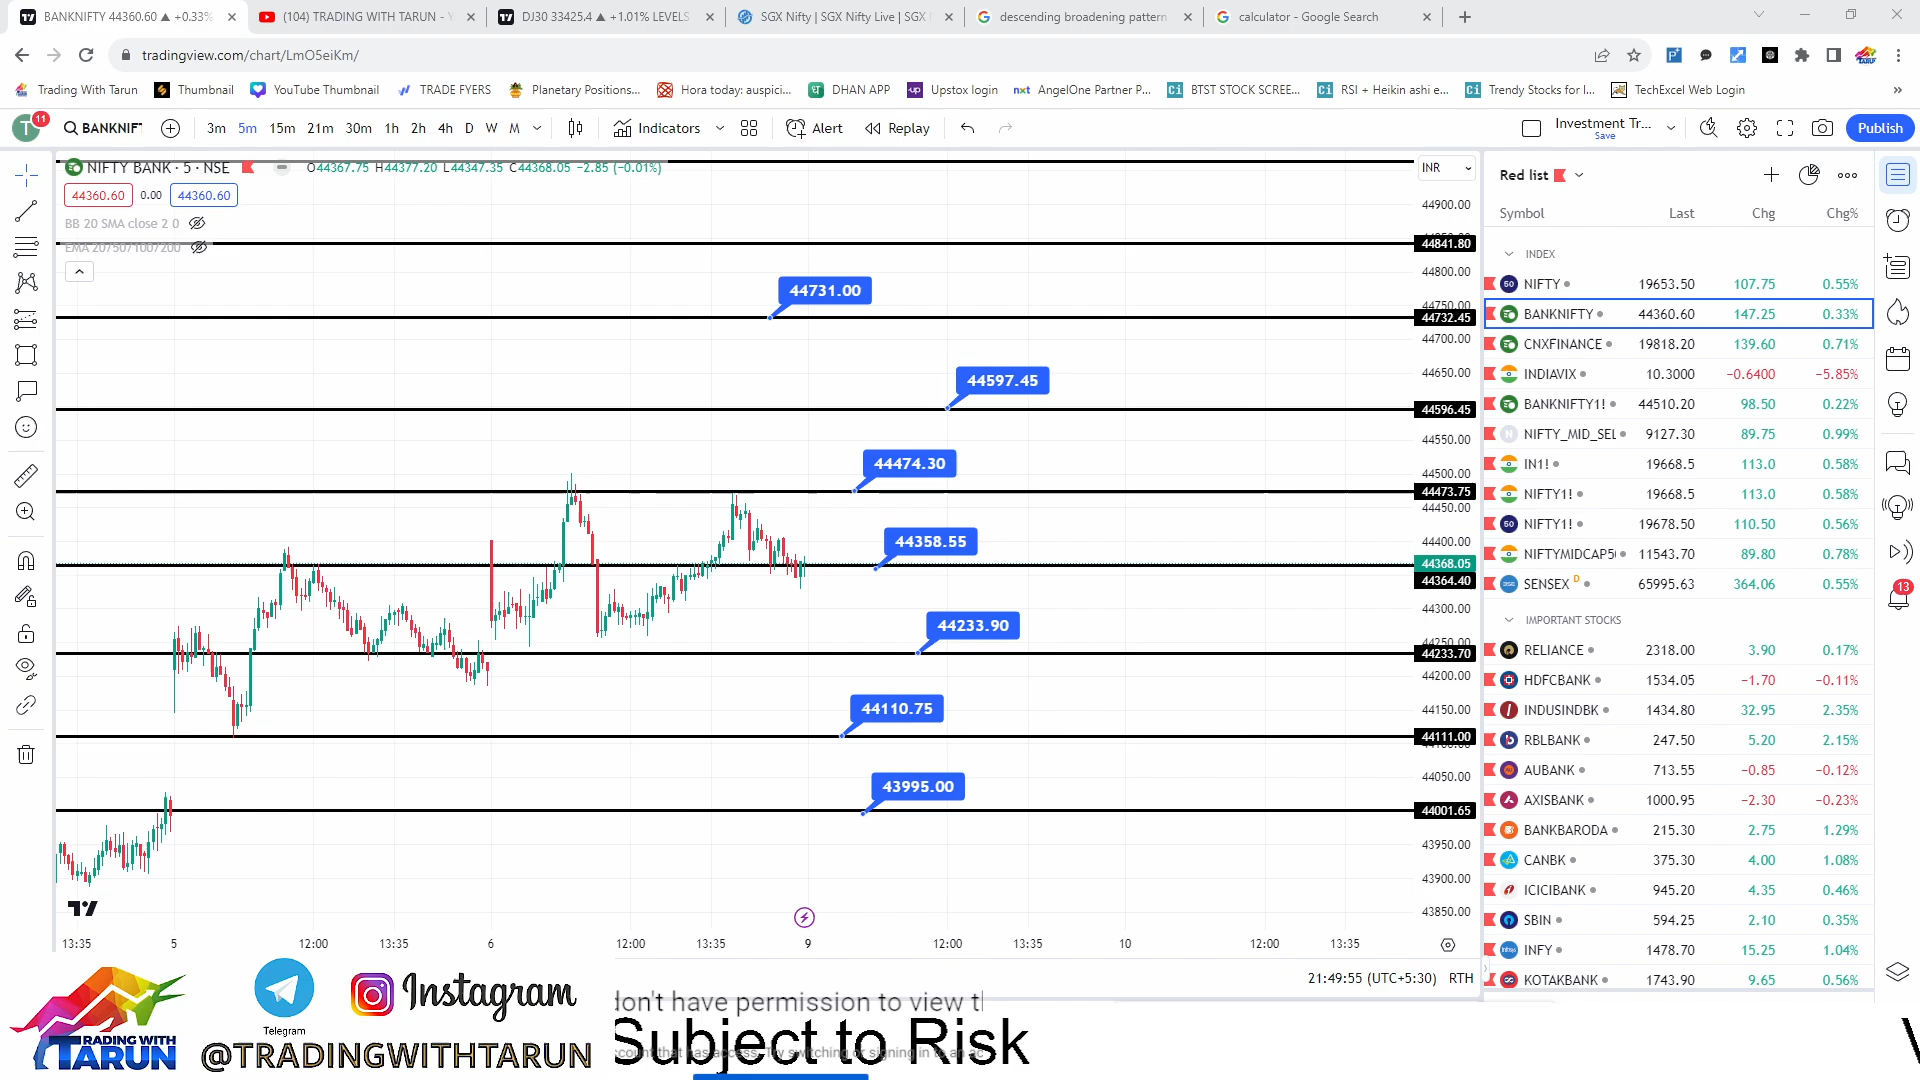 BANKNIFTY 44360.60 ▲ +0.33%
(104) TRADING WITH TARUN - Y
DJ30 33425.4 ▲ +1.01% LEVELS
SGX Nifty | SGX Nifty Live | SGX
descending broadening pattern
calculator - Google Search
tradingview.com/chart/LmO5eiKm/
Trading With Tarun
Thumbnail
YouTube Thumbnail
TRADE FYERS
Planetary Positions...
Hora today: auspici...
DHAN APP
Upstox login
AngelOne Partner P...
BTST STOCK SCREE...
RSI + Heikin ashi e...
Trendy Stocks for I...
TechExcel Web Login
T 11
BANKNIFT
3m 5m 15m 21m 30m 1h 2h 4h D W M
Indicators
Alert
Replay
Investment Tr...
Save
Publish
NIFTY BANK · 5 · NSE
O44367.75 H44377.20 L44347.35 C44368.05 −2.85 (−0.01%)
44360.60 0.00 44360.60
BB 20 SMA close 2 0
EMA 20 75 0 7 100 7200
INR
44900.00
44841.80
44800.00
44750.00
44732.45
44700.00
44650.00
44596.45
44550.00
44500.00
44473.75
44450.00
44400.00
44368.05
44364.40
44300.00
44250.00
44233.70
44200.00
44150.00
44111.00
44050.00
44001.65
43950.00
43900.00
43850.00
44731.00
44597.45
44474.30
44358.55
44233.90
44110.75
43995.00
13:35 5 12:00 13:35 6 12:00 13:35 9 12:00 13:35 10 12:00 13:35
21:49:55 (UTC+5:30) RTH
Red list
Symbol Last Chg Chg%
INDEX
NIFTY 19653.50 107.75 0.55%
BANKNIFTY 44360.60 147.25 0.33%
CNXFINANCE 19818.20 139.60 0.71%
INDIAVIX 10.3000 −0.6400 −5.85%
BANKNIFTY1! 44510.20 98.50 0.22%
NIFTY_MID_SEL 9127.30 89.75 0.99%
IN1! 19668.5 113.0 0.58%
NIFTY1! 19668.5 113.0 0.58%
NIFTY1! 19678.50 110.50 0.56%
NIFTYMIDCAP5 11543.70 89.80 0.78%
SENSEX D 65995.63 364.06 0.55%
IMPORTANT STOCKS
RELIANCE 2318.00 3.90 0.17%
HDFCBANK 1534.05 −1.70 −0.11%
INDUSINDBK 1434.80 32.95 2.35%
RBLBANK 247.50 5.20 2.15%
AUBANK 713.55 −0.85 −0.12%
AXISBANK 1000.95 −2.30 −0.23%
BANKBARODA 215.30 2.75 1.29%
CANBK 375.30 4.00 1.08%
ICICIBANK 945.20 4.35 0.46%
SBIN 594.25 2.10 0.35%
INFY 1478.70 15.25 1.04%
KOTAKBANK 1743.90 9.65 0.56%
13
TRADING WITH
TARUN
Telegram
Instagram
@TRADINGWITHTARUN
don't have permission to view t
Subject to Risk